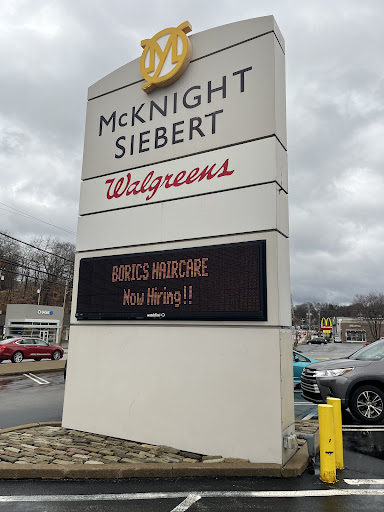 McKNIGHT
SIEBERT
Walgreens
BORICS HAIRCARE
Now Hiring!!